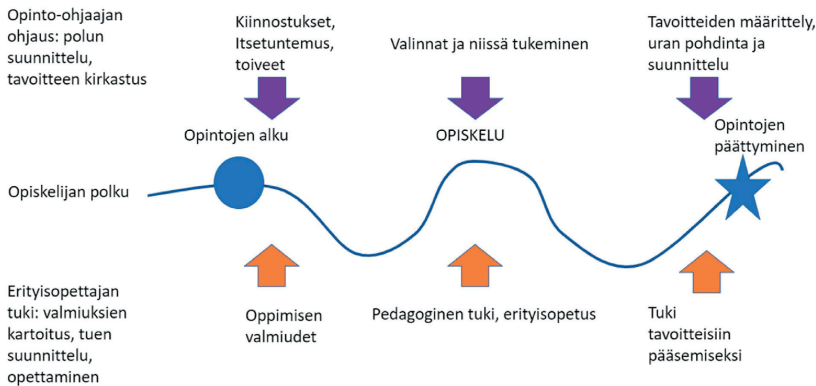 Opinto-ohjaajan
ohjaus: polun
suunnittelu,
tavoitteen kirkastus
Kiinnostukset,
Itsetuntemus,
toiveet
Valinnat ja niissä tukeminen
Tavoitteiden määrittely,
uran pohdinta ja
suunnittelu
Opintojen alku
OPISKELU
Opintojen
päättyminen
Opiskelijan polku
Erityisopettajan
tuki: valmiuksien
kartoitus, tuen
suunnittelu,
opettaminen
Oppimisen
valmiudet
Pedagoginen tuki, erityisopetus
Tuki
tavoitteisiin
pääsemiseksi